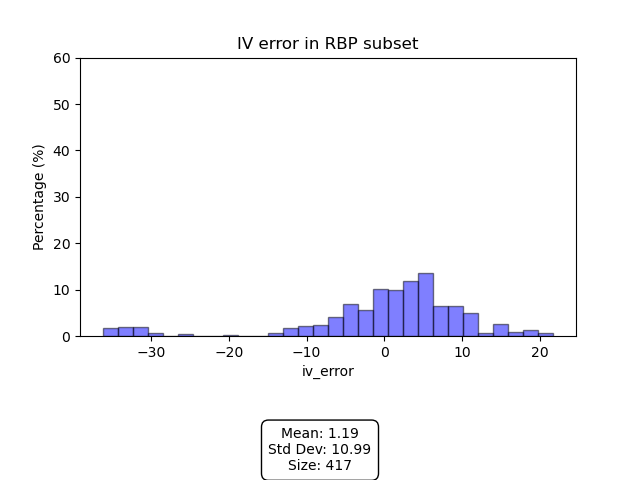 IV error in RBP subset
60
50
40
30
20
10
0
Percentage (%)
−30
−20
−10
0
10
20
iv_error
Mean: 1.19
Std Dev: 10.99
Size: 417